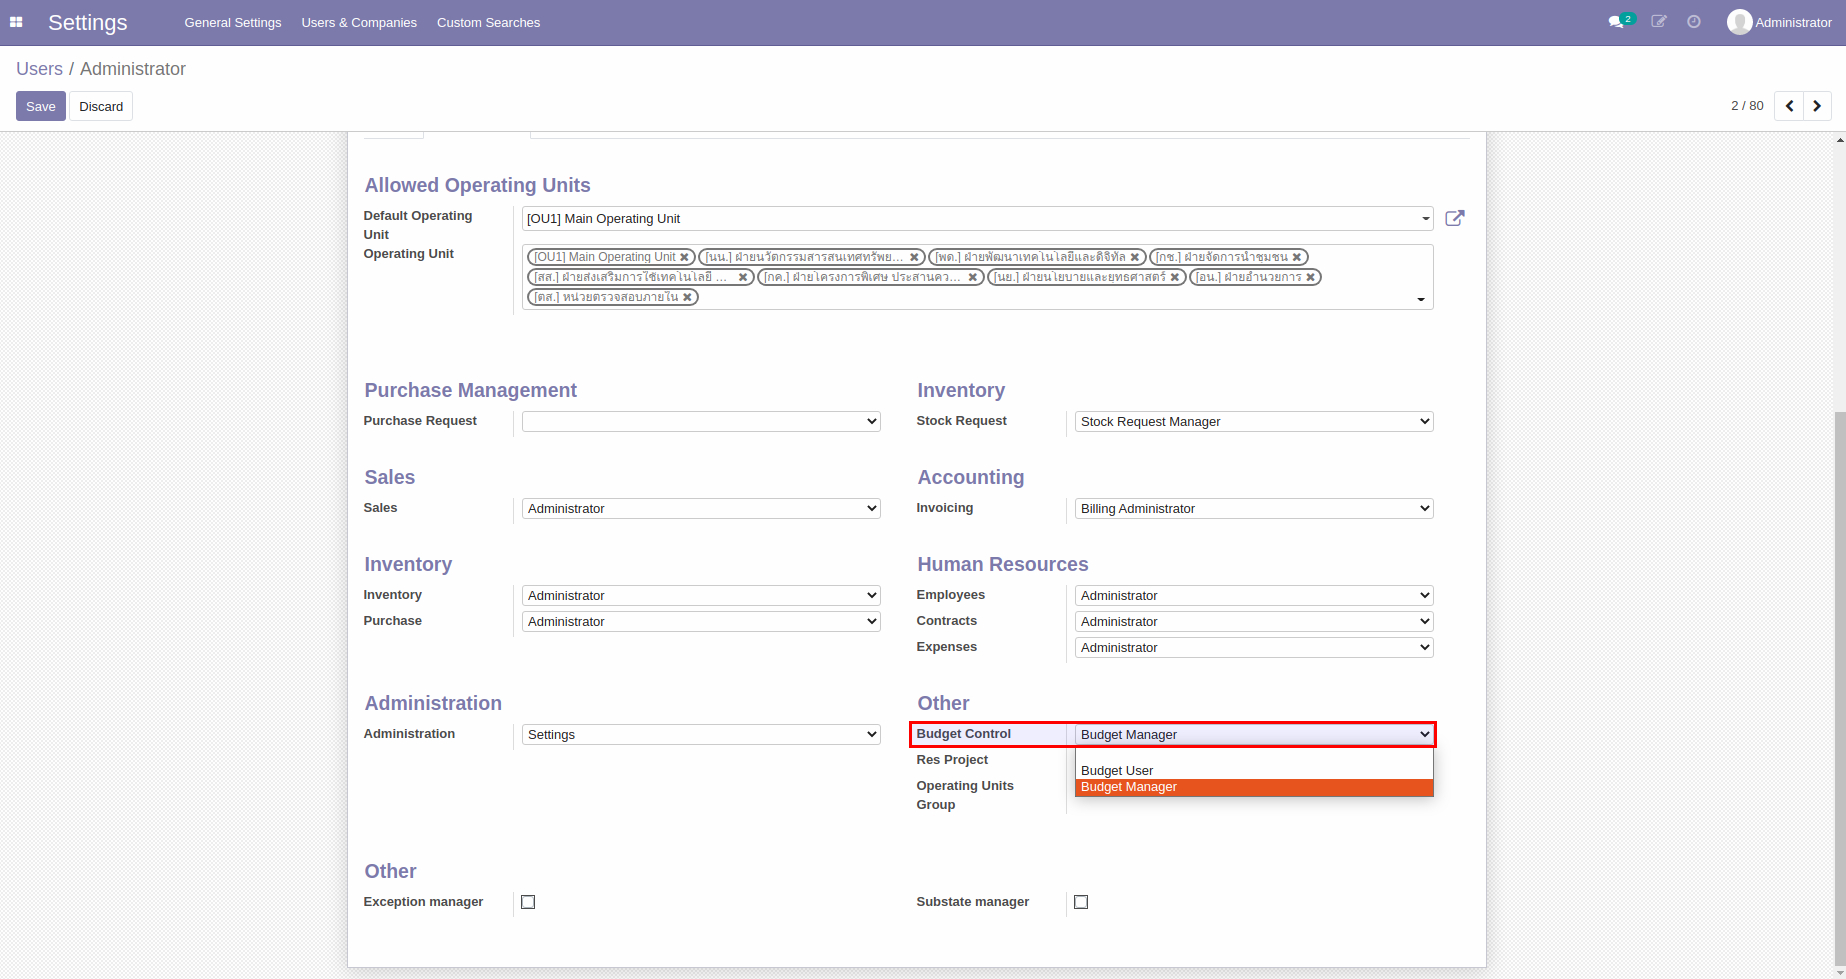 Settings
General Settings
Users & Companies
Custom Searches
2
Administrator
Users / Administrator
Save
Discard
2 / 80
Allowed Operating Units
Default Operating
Unit
[OU1] Main Operating Unit
Operating Unit
[OU1] Main Operating Unit ✖ [นน.] ฝ่ายนวัตกรรมสารสนเทศทรัพย… ✖ [พด.] ฝ่ายพัฒนาเทคโนโลยีและดิจิทัล ✖ [กช.] ฝ่ายจัดการน้ำชุมชน ✖
[สส.] ฝ่ายส่งเสริมการใช้เทคโนโลยี … ✖ [กค.] ฝ่ายโครงการพิเศษ ประสานคว… ✖ [นย.] ฝ่ายนโยบายและยุทธศาสตร์ ✖ [อน.] ฝ่ายอำนวยการ ✖
[ตส.] หน่วยตรวจสอบภายใน ✖
Purchase Management
Purchase Request
Inventory
Stock Request
Stock Request Manager
Sales
Sales
Administrator
Accounting
Invoicing
Billing Administrator
Inventory
Inventory
Administrator
Purchase
Administrator
Human Resources
Employees
Administrator
Contracts
Administrator
Expenses
Administrator
Administration
Administration
Settings
Other
Budget Control
Budget Manager
Budget User
Budget Manager
Res Project
Operating Units
Group
Other
Exception manager
Substate manager